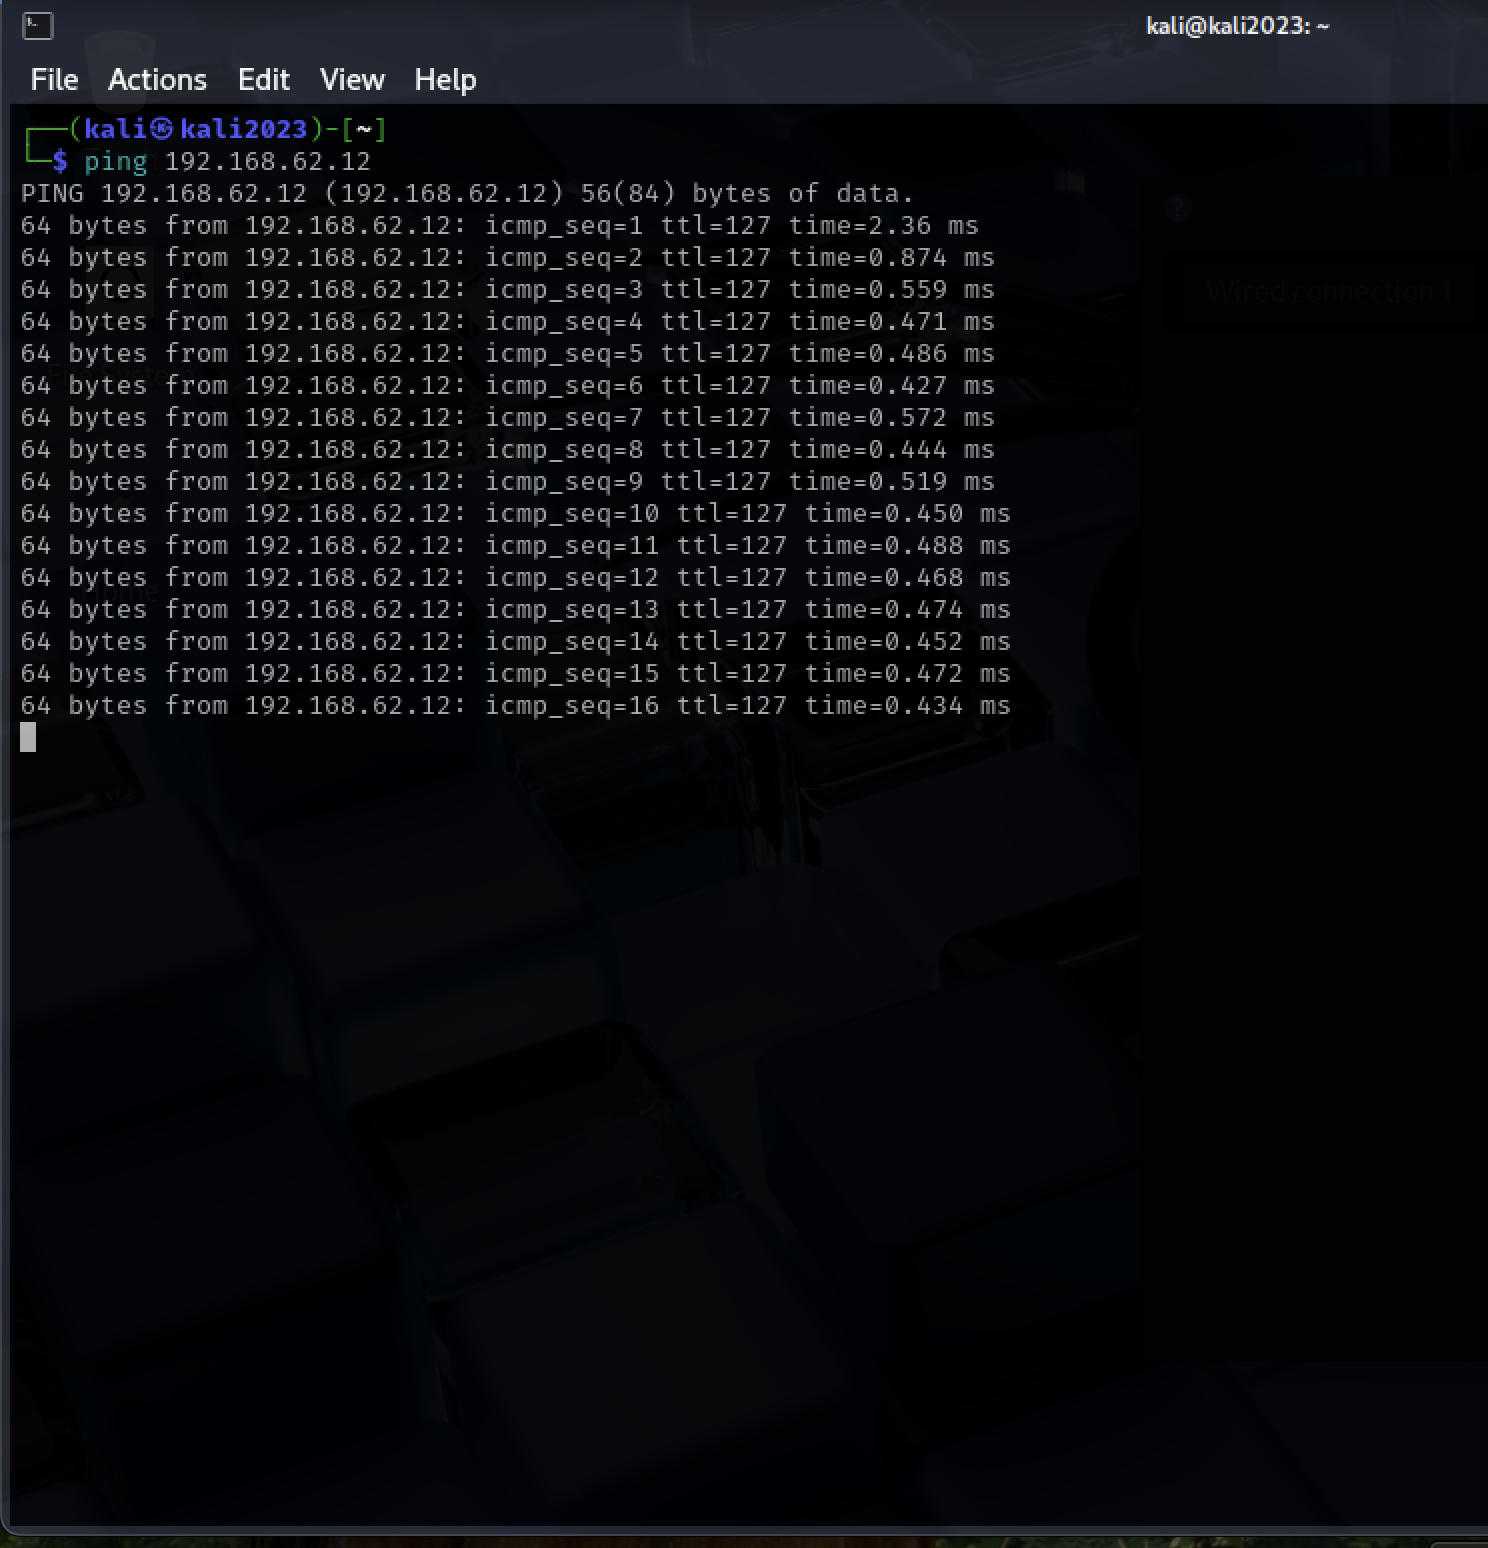 kali@kali2023: ~
File Actions Edit View Help
┌──(kali㉿kali2023)-[~]
└─$ ping 192.168.62.12
PING 192.168.62.12 (192.168.62.12) 56(84) bytes of data.
64 bytes from 192.168.62.12: icmp_seq=1 ttl=127 time=2.36 ms
64 bytes from 192.168.62.12: icmp_seq=2 ttl=127 time=0.874 ms
64 bytes from 192.168.62.12: icmp_seq=3 ttl=127 time=0.559 ms
64 bytes from 192.168.62.12: icmp_seq=4 ttl=127 time=0.471 ms
64 bytes from 192.168.62.12: icmp_seq=5 ttl=127 time=0.486 ms
64 bytes from 192.168.62.12: icmp_seq=6 ttl=127 time=0.427 ms
64 bytes from 192.168.62.12: icmp_seq=7 ttl=127 time=0.572 ms
64 bytes from 192.168.62.12: icmp_seq=8 ttl=127 time=0.444 ms
64 bytes from 192.168.62.12: icmp_seq=9 ttl=127 time=0.519 ms
64 bytes from 192.168.62.12: icmp_seq=10 ttl=127 time=0.450 ms
64 bytes from 192.168.62.12: icmp_seq=11 ttl=127 time=0.488 ms
64 bytes from 192.168.62.12: icmp_seq=12 ttl=127 time=0.468 ms
64 bytes from 192.168.62.12: icmp_seq=13 ttl=127 time=0.474 ms
64 bytes from 192.168.62.12: icmp_seq=14 ttl=127 time=0.452 ms
64 bytes from 192.168.62.12: icmp_seq=15 ttl=127 time=0.472 ms
64 bytes from 192.168.62.12: icmp_seq=16 ttl=127 time=0.434 ms
Wired connection 1
File System
Home